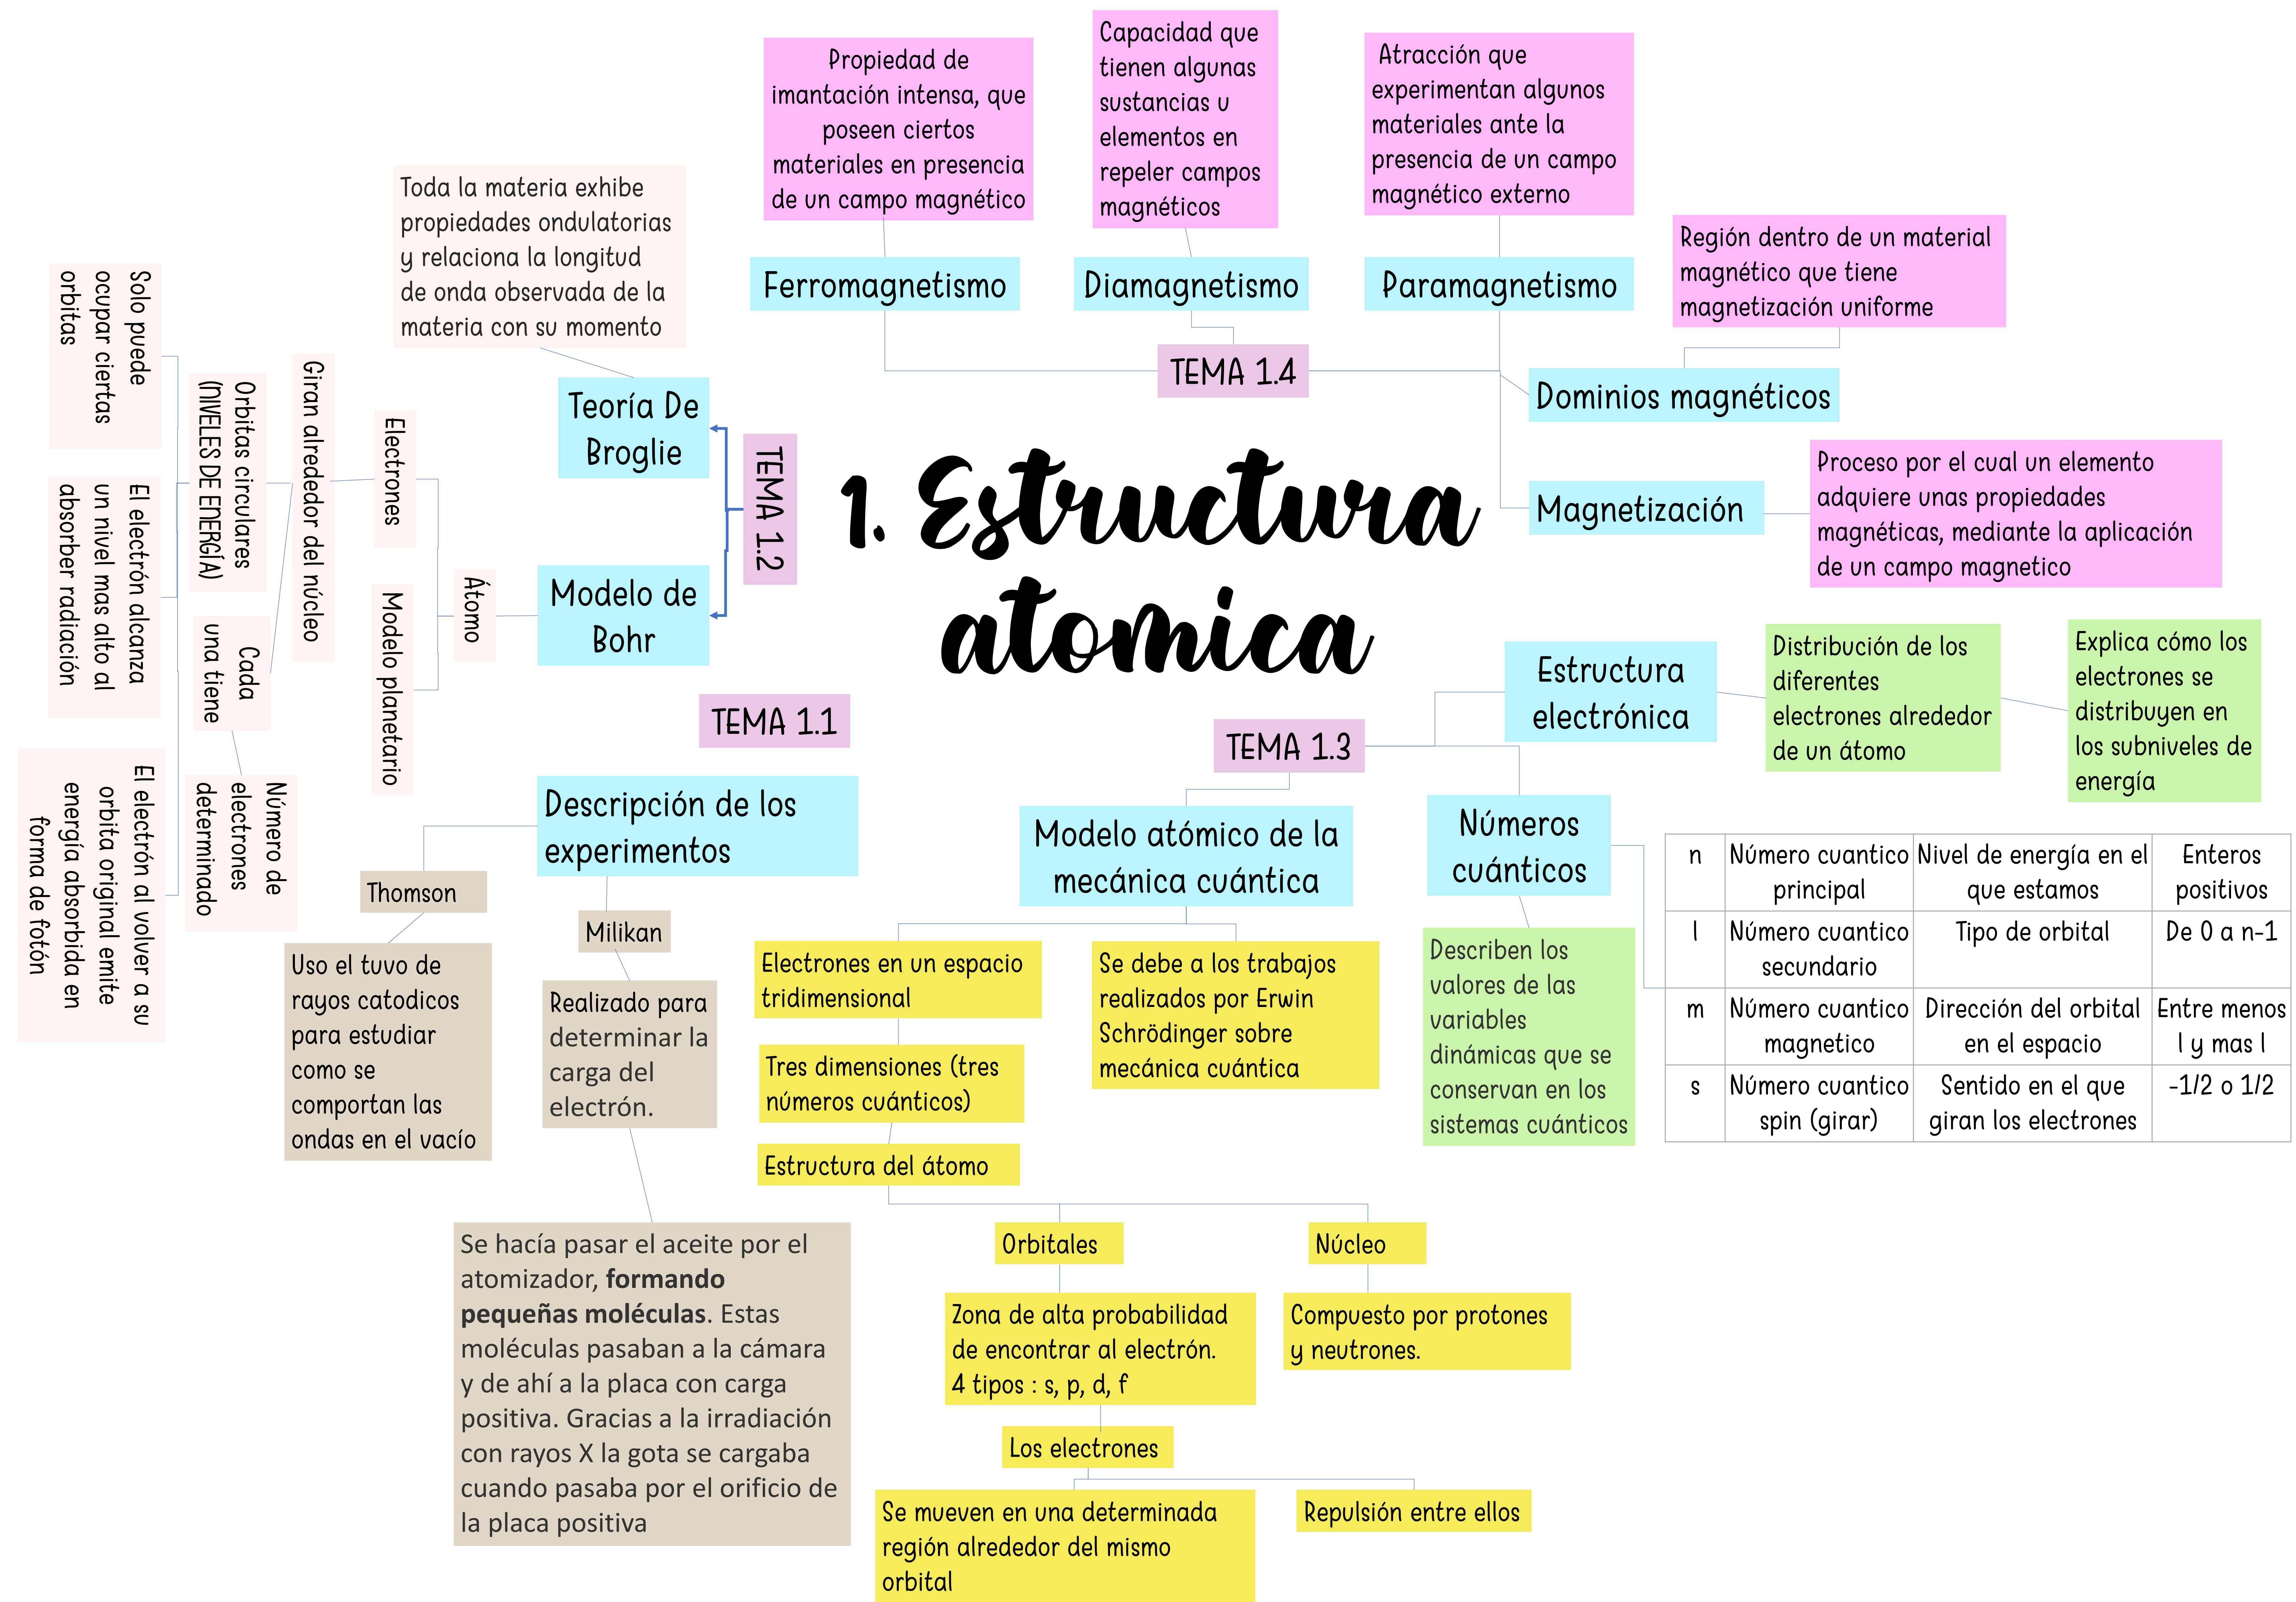 1. Estructura
atomica
TEMA 1.1
Descripción de los
experimentos
Thomson
Uso el tuvo de
rayos catodicos
para estudiar
como se
comportan las
ondas en el vacío
Milikan
Realizado para
determinar la
carga del
electrón.
Se hacía pasar el aceite por el
atomizador, formando
pequeñas moléculas. Estas
moléculas pasaban a la cámara
y de ahí a la placa con carga
positiva. Gracias a la irradiación
con rayos X la gota se cargaba
cuando pasaba por el orificio de
la placa positiva
TEMA 1.2
Teoría De
Broglie
Toda la materia exhibe
propiedades ondulatorias
y relaciona la longitud
de onda observada de la
materia con su momento
Modelo de
Bohr
Átomo
Modelo planetario
Electrones
Giran alrededor del núcleo
Orbitas circulares
(NIVELES DE ENERGÍA)
Solo puede
ocupar ciertas
orbitas
El electrón alcanza
un nivel mas alto al
absorber radiación
El electrón al volver a su
orbita original emite
energía absorbida en
forma de fotón
Cada
una tiene
Número de
electrones
determinado
TEMA 1.3
Modelo atómico de la
mecánica cuántica
Electrones en un espacio
tridimensional
Tres dimensiones (tres
números cuánticos)
Estructura del átomo
Orbitales
Zona de alta probabilidad
de encontrar al electrón.
4 tipos : s, p, d, f
Los electrones
Se mueven en una determinada
región alrededor del mismo
orbital
Repulsión entre ellos
Núcleo
Compuesto por protones
y neutrones.
Se debe a los trabajos
realizados por Erwin
Schrödinger sobre
mecánica cuántica
Estructura
electrónica
Distribución de los
diferentes
electrones alrededor
de un átomo
Explica cómo los
electrones se
distribuyen en
los subniveles de
energía
Números
cuánticos
Describen los
valores de las
variables
dinámicas que se
conservan en los
sistemas cuánticos
n
Número cuantico
principal
Nivel de energía en el
que estamos
Enteros
positivos
l
Número cuantico
secundario
Tipo de orbital
De 0 a n-1
m
Número cuantico
magnetico
Dirección del orbital
en el espacio
Entre menos
l y mas l
s
Número cuantico
spin (girar)
Sentido en el que
giran los electrones
-1/2 o 1/2
TEMA 1.4
Ferromagnetismo
Propiedad de
imantación intensa, que
poseen ciertos
materiales en presencia
de un campo magnético
Diamagnetismo
Capacidad que
tienen algunas
sustancias u
elementos en
repeler campos
magnéticos
Paramagnetismo
Atracción que
experimentan algunos
materiales ante la
presencia de un campo
magnético externo
Dominios magnéticos
Región dentro de un material
magnético que tiene
magnetización uniforme
Magnetización
Proceso por el cual un elemento
adquiere unas propiedades
magnéticas, mediante la aplicación
de un campo magnetico